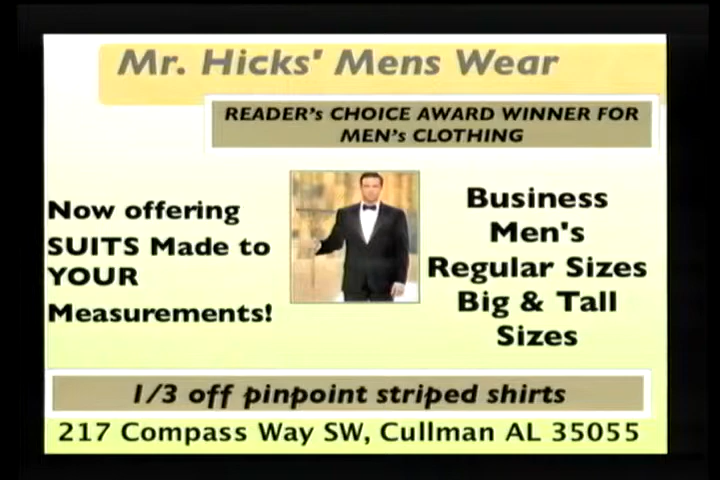 Mr. Hicks' Mens Wear
READER's CHOICE AWARD WINNER FOR
MEN's CLOTHING
Now offering
SUITS Made to
YOUR
Measurements!
Business
Men's
Regular Sizes
Big & Tall
Sizes
1/3 off pinpoint striped shirts
217 Compass Way SW, Cullman AL 35055